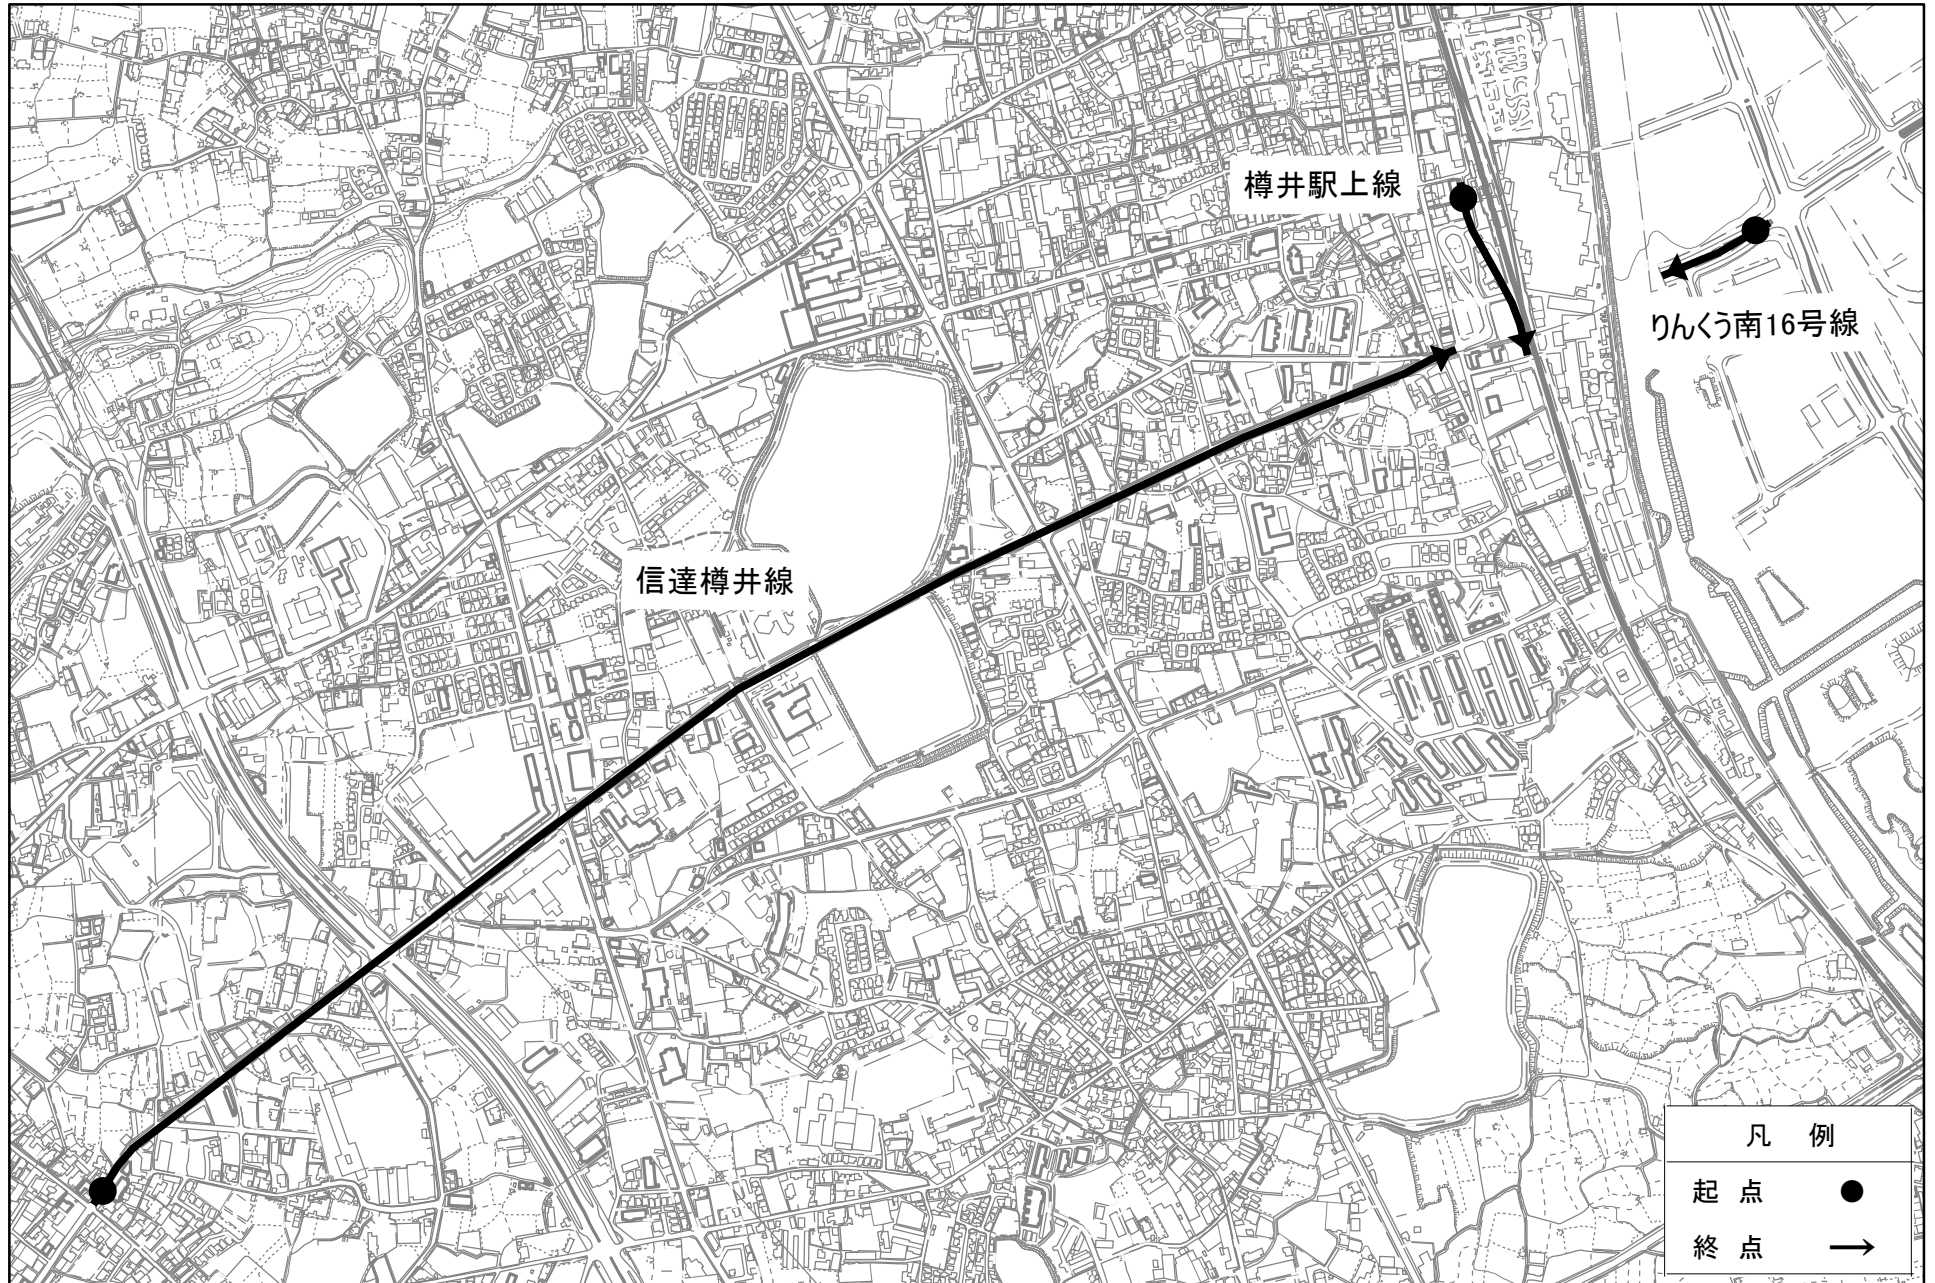 樽井駅上線
りんくう南16号線
信達樽井線
凡 例
起 点
終 点